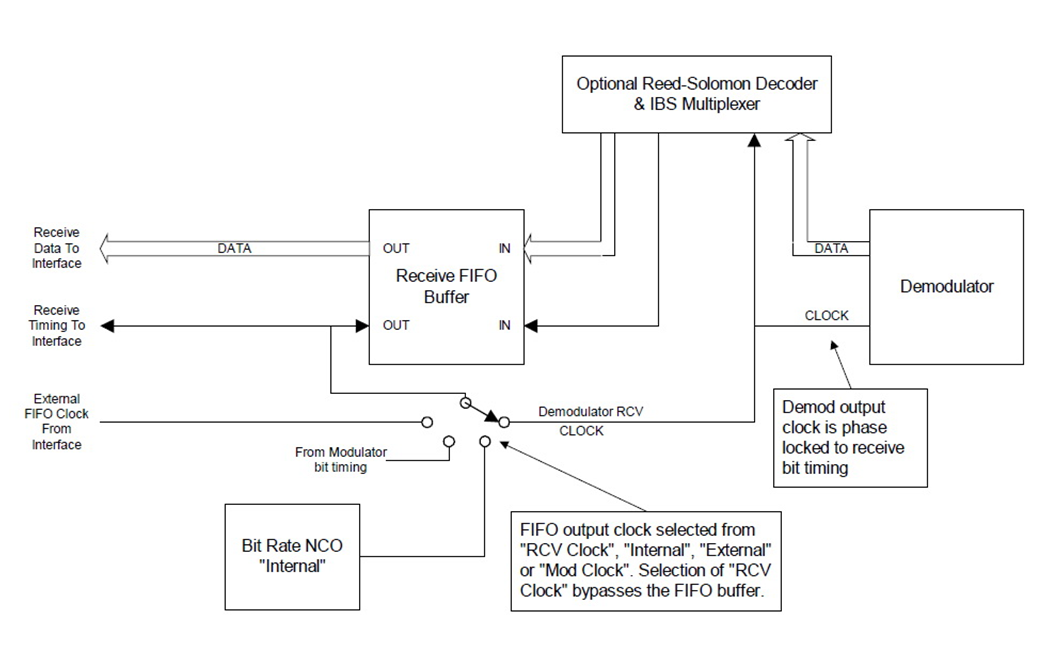 Optional Reed-Solomon Decoder
& IBS Multiplexer
Receive
Data To
Interface
DATA
OUT
IN
Receive FIFO
Buffer
DATA
Demodulator
Receive
Timing To
Interface
OUT
IN
CLOCK
External
FIFO Clock
From
Interface
Demodulator RCV
CLOCK
Demod output
clock is phase
locked to receive
bit timing
From Modulator
bit timing
Bit Rate NCO
"Internal"
FIFO output clock selected from
"RCV Clock", "Internal", "External"
or "Mod Clock". Selection of "RCV
Clock" bypasses the FIFO buffer.